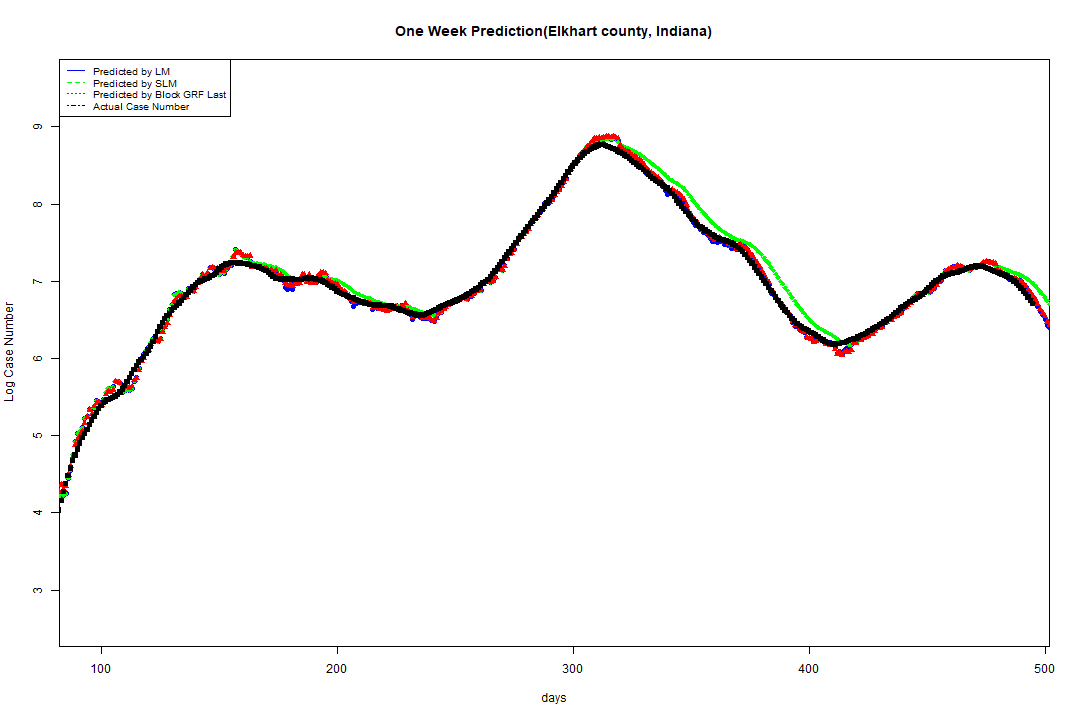 One Week Prediction(Elkhart county, Indiana)
Predicted by LM
Predicted by SLM
Predicted by Block GRF Last
Actual Case Number
9
8
7
6
5
4
3
Log Case Number
100 200 300 400 500
days